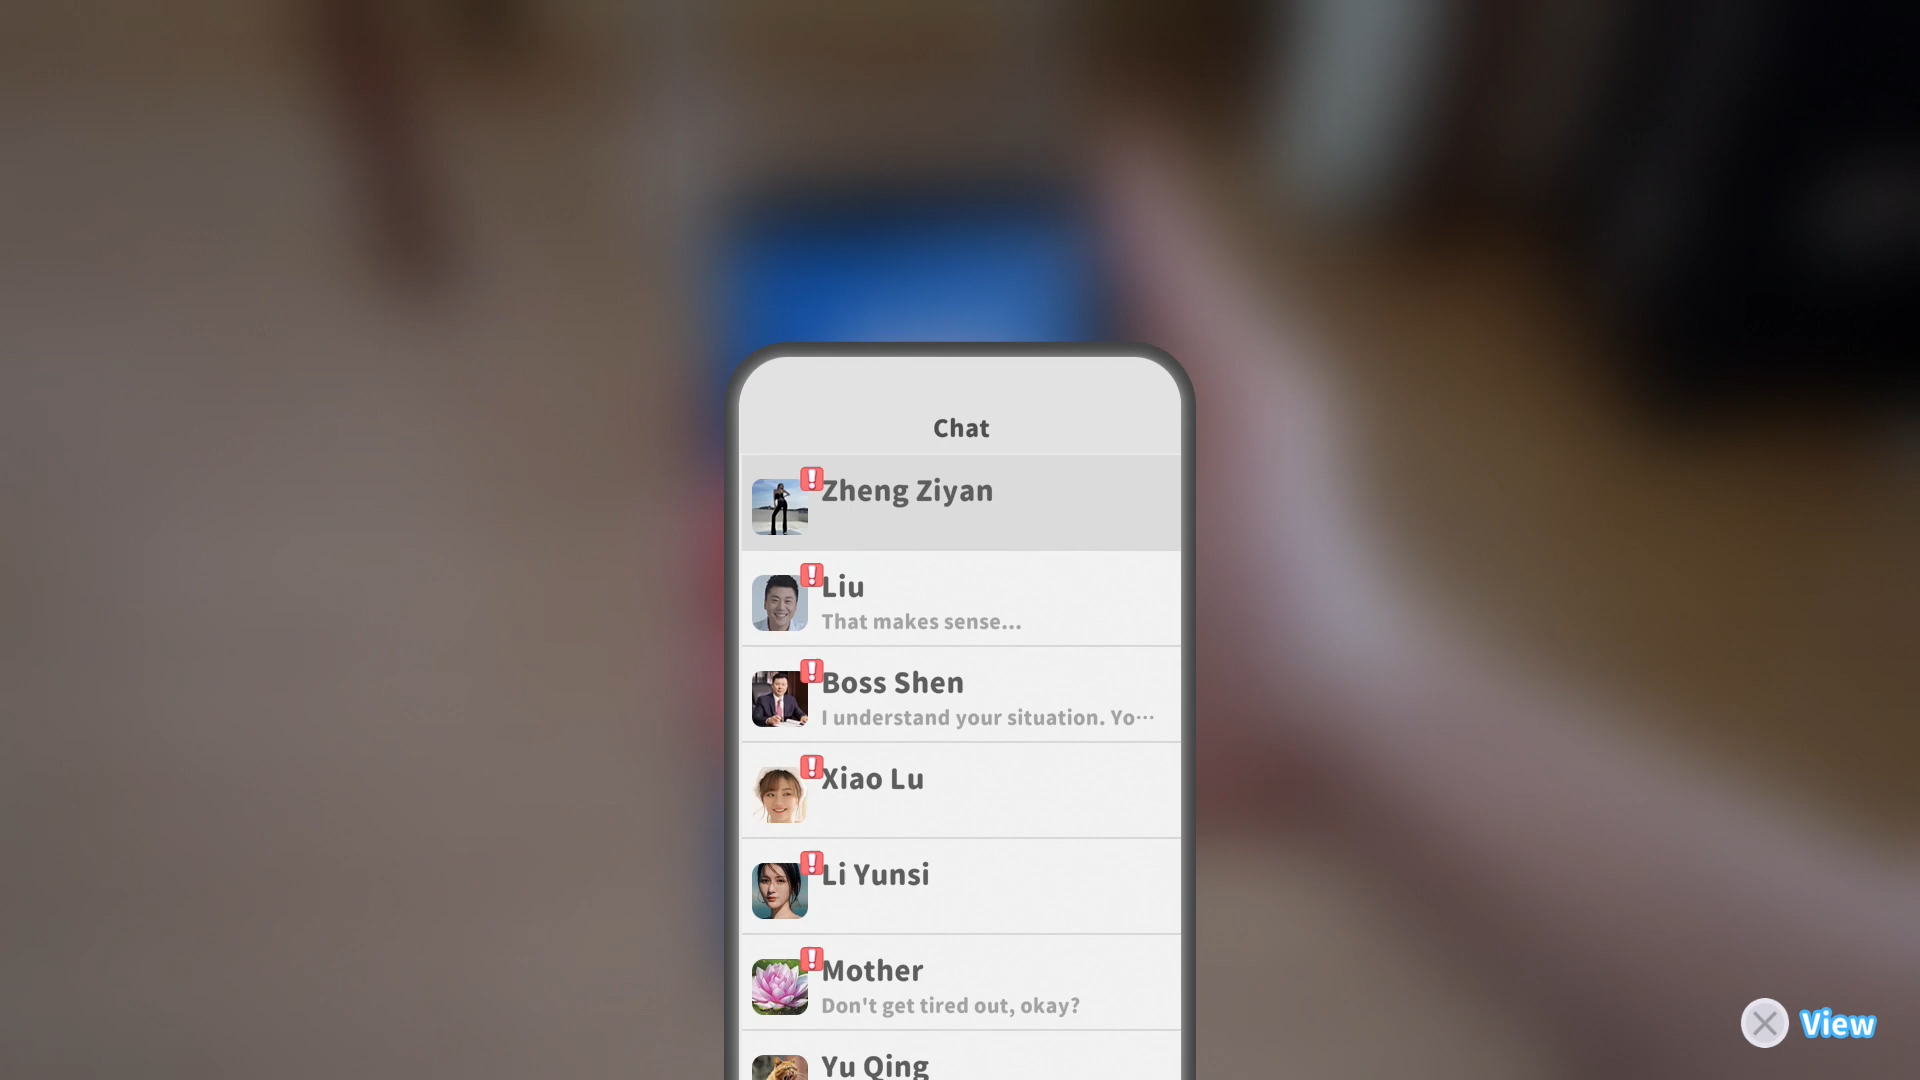 Chat
Zheng Ziyan
Liu
That makes sense...
Boss Shen
I understand your situation. Yo···
Xiao Lu
Li Yunsi
Mother
Don't get tired out, okay?
Yu Qing
View